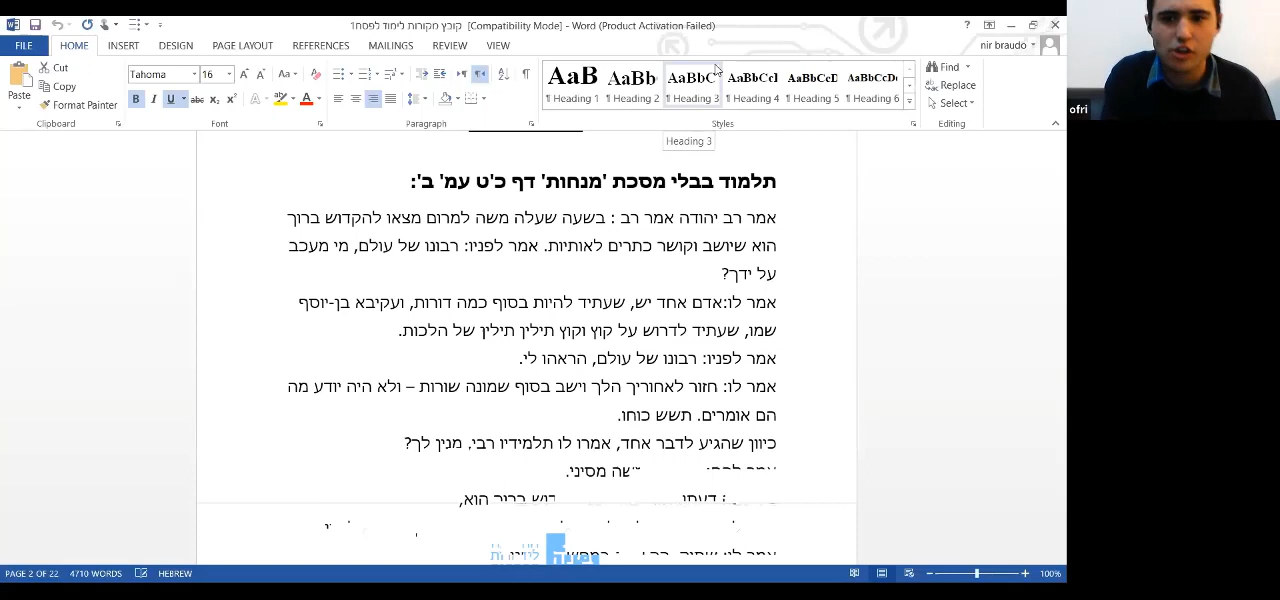 קובץ מקורות לימוד לפסח1 [Compatibility Mode] - Word (Product Activation Failed)
FILE HOME INSERT DESIGN PAGE LAYOUT REFERENCES MAILINGS REVIEW VIEW nir braudo
Paste Cut Copy Format Painter
Tahoma 16
AaB AaBb AaBbC AaBbCcI AaBbCcD AaBbCcDı
¶ Heading 1 ¶ Heading 2 ¶ Heading 3 ¶ Heading 4 ¶ Heading 5 ¶ Heading 6
Find Replace Select
Clipboard Font Paragraph Styles Editing
Heading 3
ofri
תלמוד בבלי מסכת 'מנחות' דף כ'ט עמ' ב':
אמר רב יהודה אמר רב : בשעה שעלה משה למרום מצאו להקדוש ברוך
הוא שיושב וקושר כתרים לאותיות. אמר לפניו: רבונו של עולם, מי מעכב
על ידך?
אמר לו:אדם אחד יש, שעתיד להיות בסוף כמה דורות, ועקיבא בן-יוסף
שמו, שעתיד לדרוש על קוץ וקוץ תילין תילין של הלכות.
אמר לפניו: רבונו של עולם, הראהו לי.
אמר לו: חזור לאחוריך הלך וישב בסוף שמונה שורות – ולא היה יודע מה
הם אומרים. תשש כוחו.
כיוון שהגיע לדבר אחד, אמרו לו תלמידיו רבי. מנין לך?
מסיני.
דעתו ברוך הוא,
אמר לו:
PAGE 2 OF 22 4710 WORDS HEBREW 100%